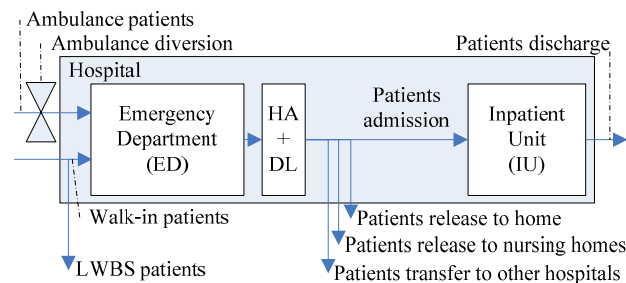 Ambulance patients
Ambulance diversion
Patients discharge
Hospital
Emergency
Department
(ED)
HA
+
DL
Patients
admission
Inpatient
Unit
(IU)
Walk-in patients
Patients release to home
Patients release to nursing homes
LWBS patients
Patients transfer to other hospitals